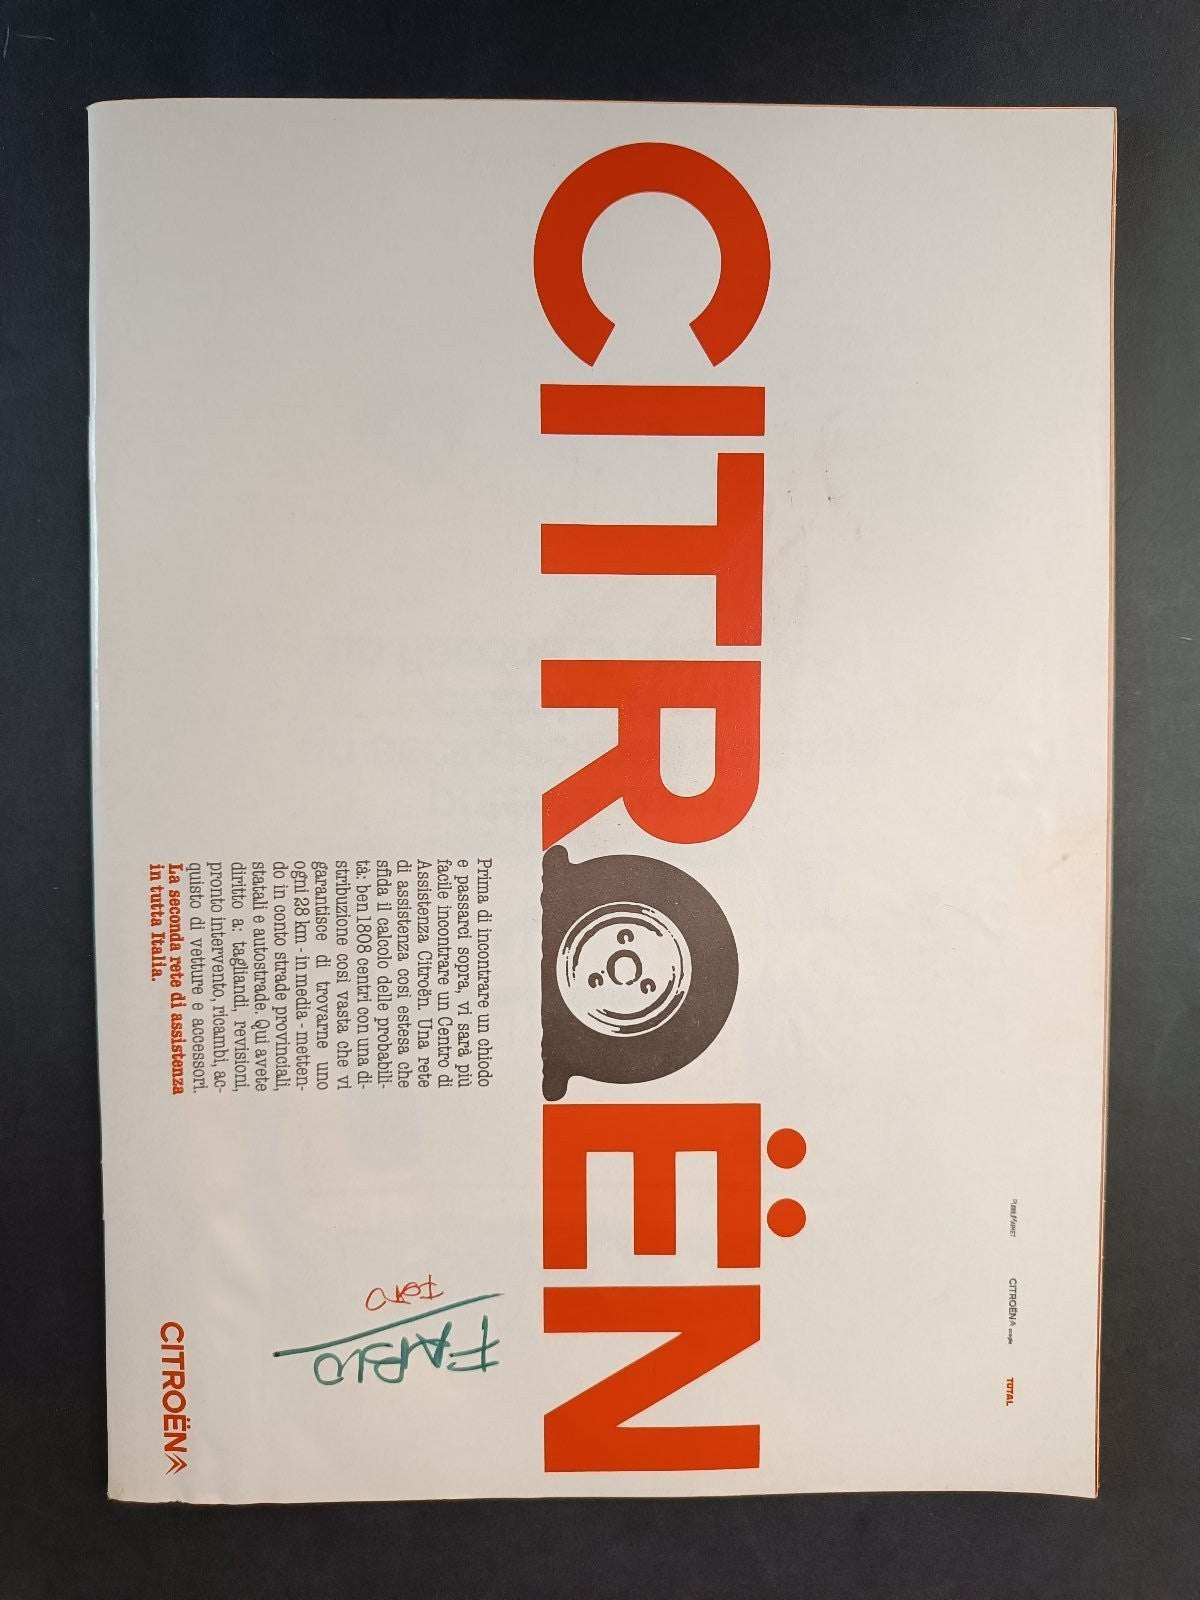 PUBLIMARKET
CITROËN
TOTAL
CITRËN
Prima di incontrare un chiodo
e passarci sopra, vi sarà più
facile incontrare un Centro di
Assistenza Citroën. Una rete
di assistenza così estesa che
sfida il calcolo delle probabili-
tà: ben 1808 centri con una di-
stribuzione così vasta che vi
garantisce di trovarne uno
ogni 28 km - in media - metten-
do in conto strade provinciali,
statali e autostrade. Qui avete
diritto a: tagliandi, revisioni,
pronto intervento, ricambi, ac-
quisto di vetture e accessori.
La seconda rete di assistenza
in tutta Italia.
FABIO
CITROËN